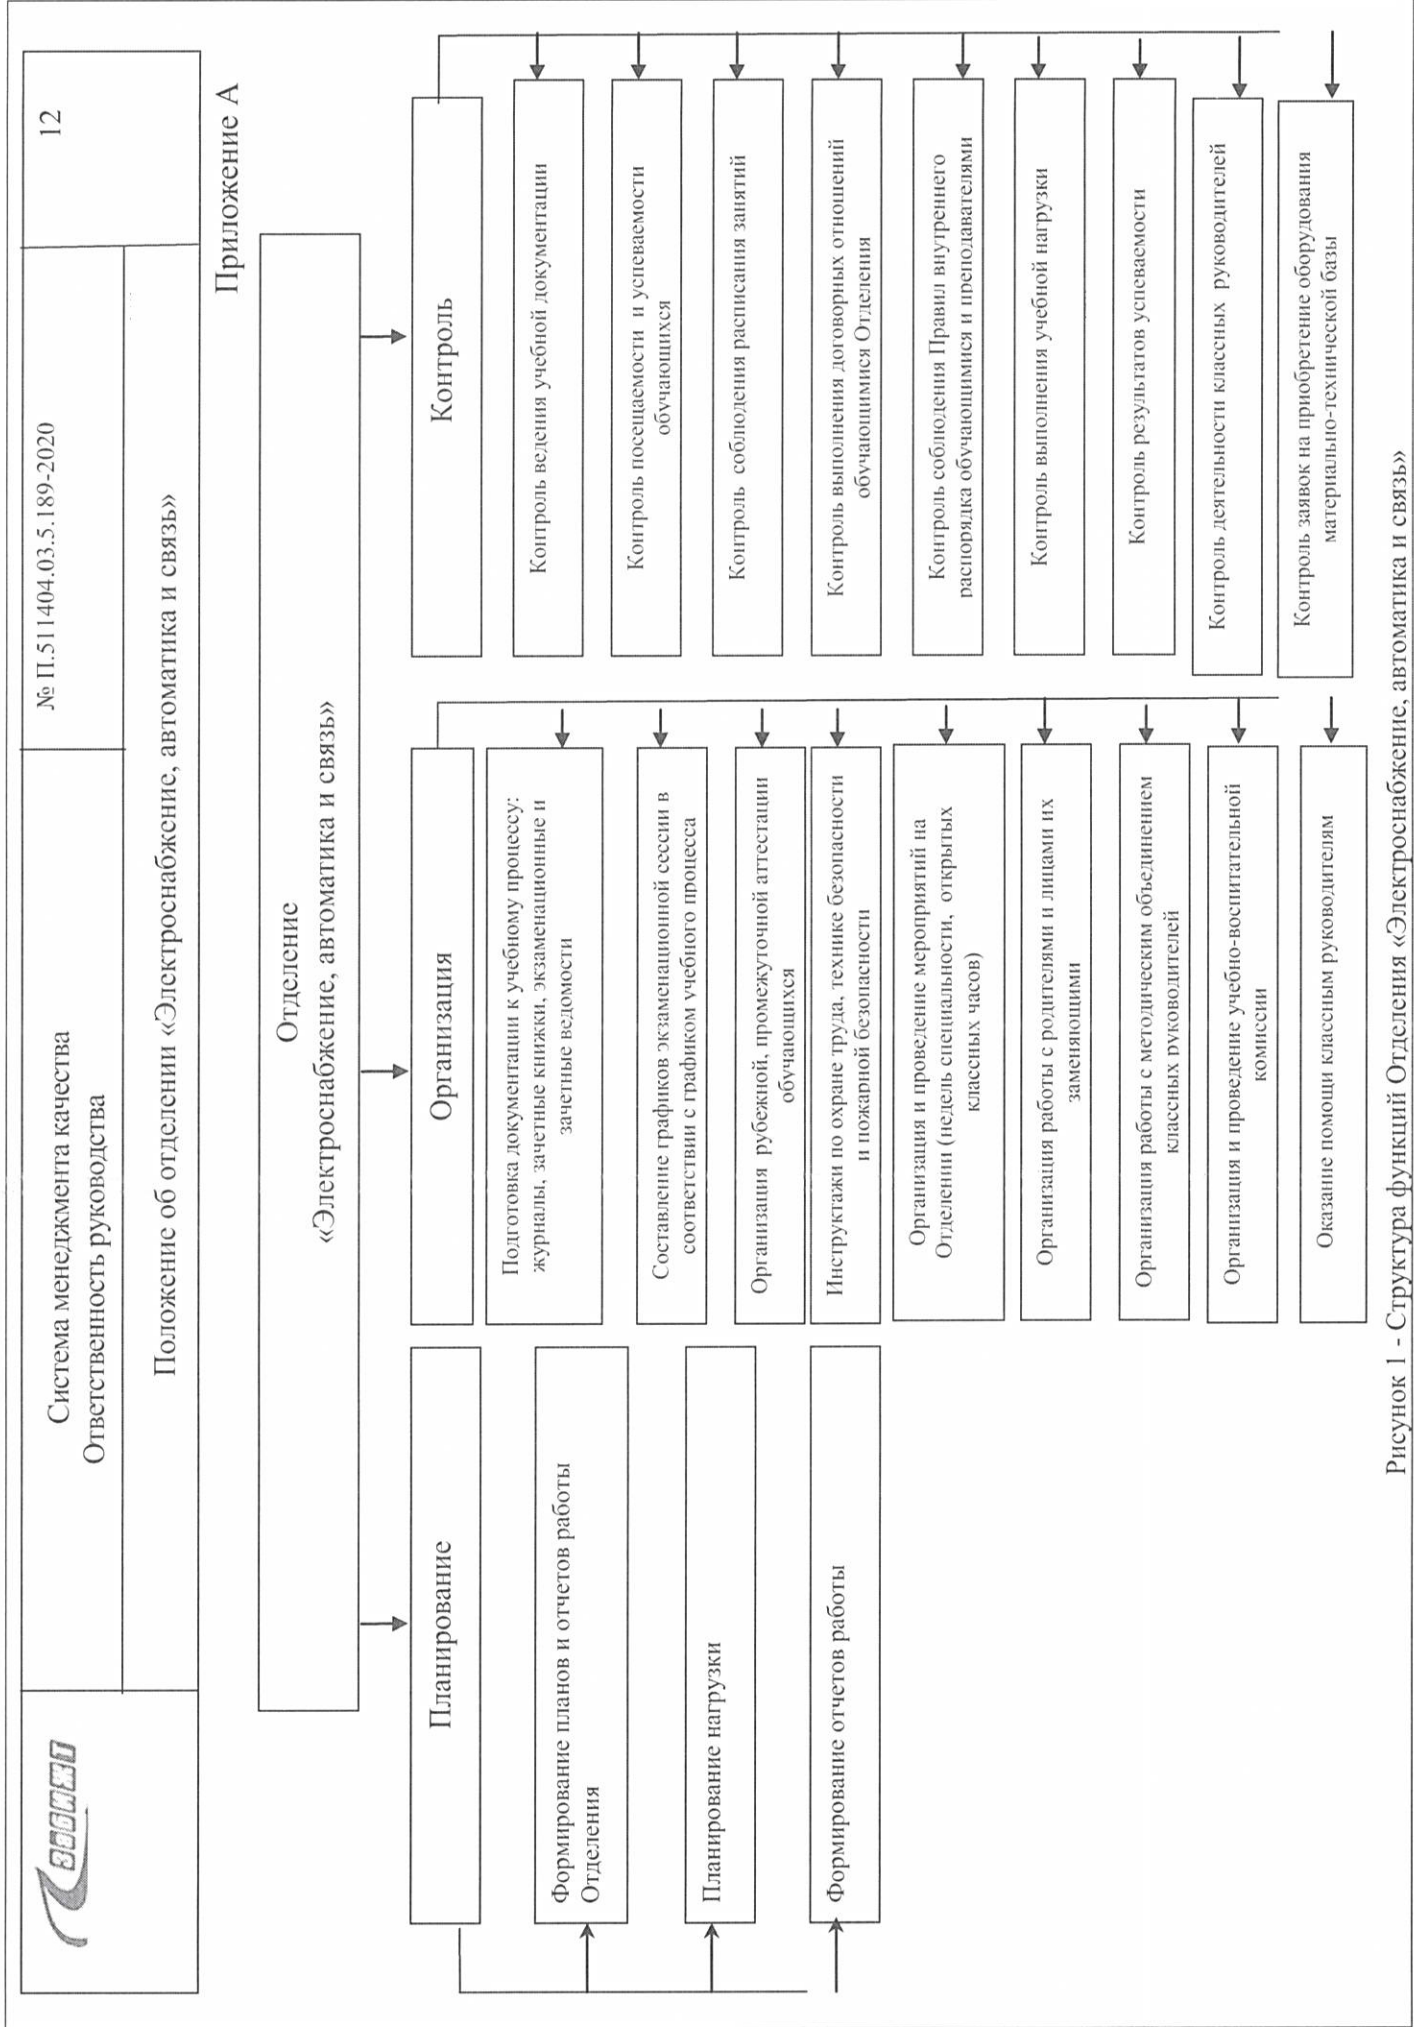 ЗабИЖТ
Система менеджмента качества
Ответственность руководства
№ П.511404.03.5.189-2020
12
Положение об отделении «Электроснабжение, автоматика и связь»
Приложение А
Отделение
«Электроснабжение, автоматика и связь»
Планирование
Формирование планов и отчетов работы
Отделения
Планирование нагрузки
Формирование отчетов работы
Организация
Подготовка документации к учебному процессу:
журналы, зачетные книжки, экзаменационные и
зачетные ведомости
Составление графиков экзаменационной сессии в
соответствии с графиком учебного процесса
Организация рубежной, промежуточной аттестации
обучающихся
Инструктажи по охране труда, технике безопасности
и пожарной безопасности
Организация и проведение мероприятий на
Отделении (недель специальности, открытых
классных часов)
Организация работы с родителями и лицами их
заменяющими
Организация работы с методическим объединением
классных руководителей
Организация и проведение учебно-воспитательной
комиссии
Оказание помощи классным руководителям
Контроль
Контроль ведения учебной документации
Контроль посещаемости и успеваемости
обучающихся
Контроль соблюдения расписания занятий
Контроль выполнения договорных отношений
обучающимися Отделения
Контроль соблюдения Правил внутреннего
распорядка обучающимися и преподавателями
Контроль выполнения учебной нагрузки
Контроль результатов успеваемости
Контроль деятельности классных руководителей
Контроль заявок на приобретение оборудования
материально-технической базы
Рисунок 1 - Структура функций Отделения «Электроснабжение, автоматика и связь»